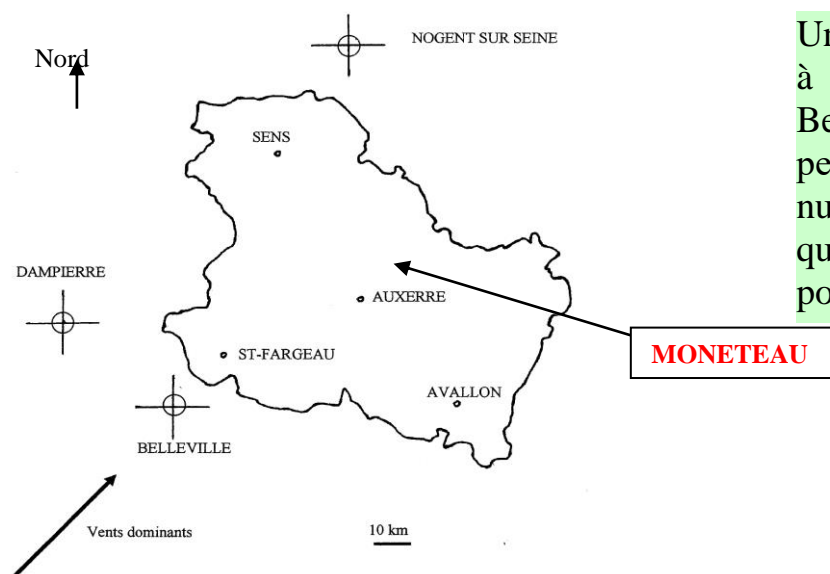 NOGENT SUR SEINE
Nord
SENS
DAMPIERRE
AUXERRE
ST-FARGEAU
MONETEAU
AVALLON
BELLEVILLE
Vents dominants
10 km
à